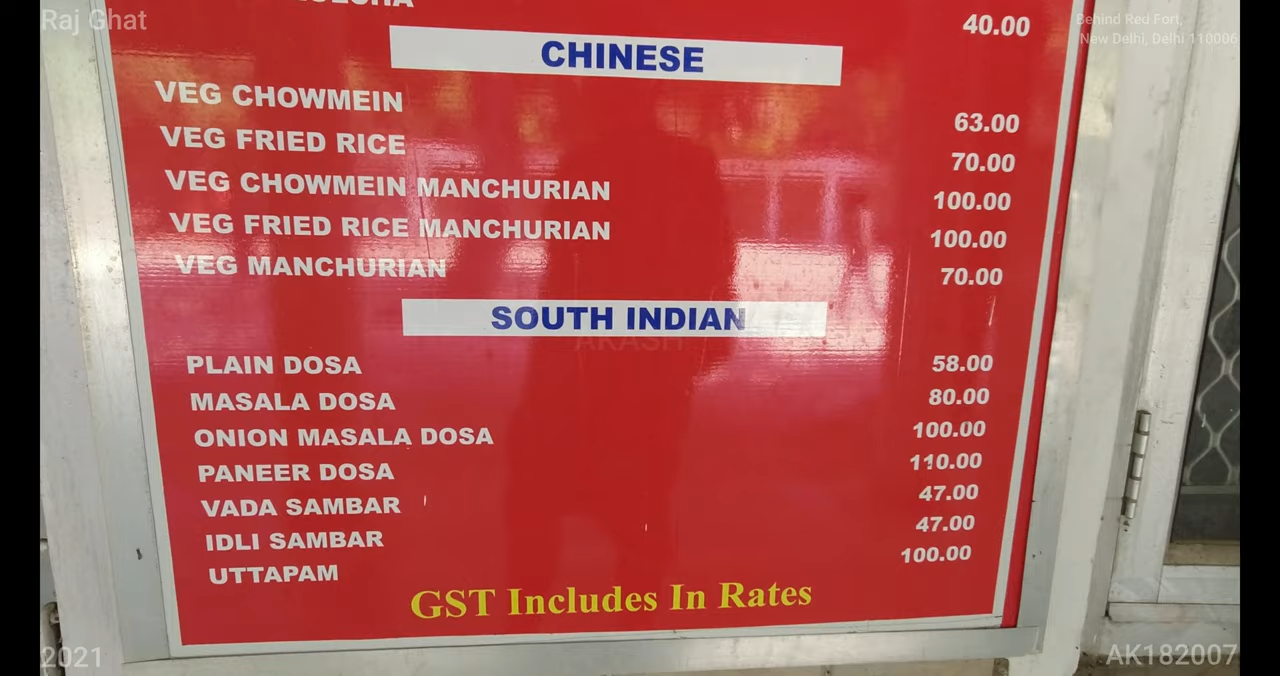 Raj Ghat
Behind Red Fort,
New Delhi, Delhi 110006
40.00
CHINESE
VEG CHOWMEIN 63.00
VEG FRIED RICE 70.00
VEG CHOWMEIN MANCHURIAN 100.00
VEG FRIED RICE MANCHURIAN 100.00
VEG MANCHURIAN 70.00
SOUTH INDIAN
AKASH
PLAIN DOSA 58.00
MASALA DOSA 80.00
ONION MASALA DOSA 100.00
PANEER DOSA 110.00
VADA SAMBAR 47.00
IDLI SAMBAR 47.00
UTTAPAM 100.00
GST Includes In Rates
2021
AK182007